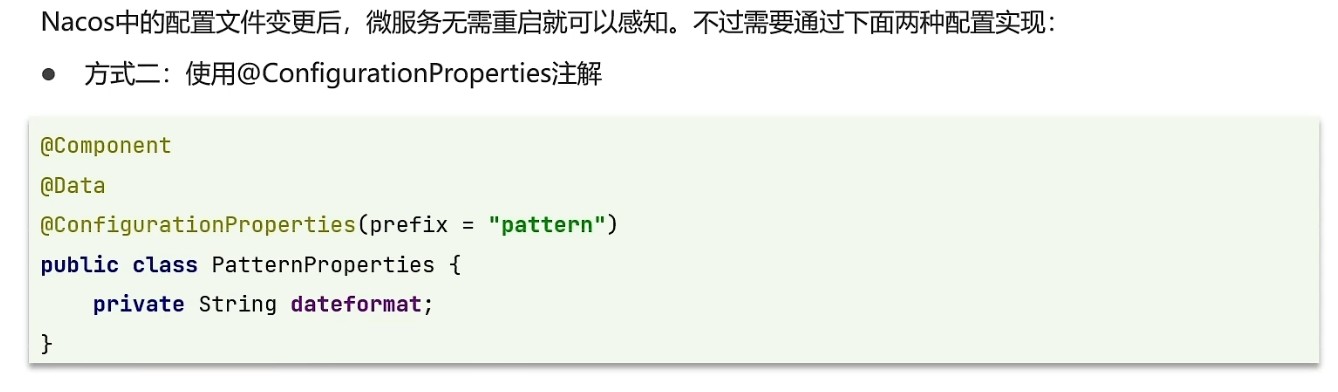 Nacos中的配置文件变更后，微服务无需重启就可以感知。不过需要通过下面两种配置实现：
● 方式二：使用@ConfigurationProperties注解
@Component
@Data
@ConfigurationProperties(prefix = "pattern")
public class PatternProperties {
    private String dateformat;
}